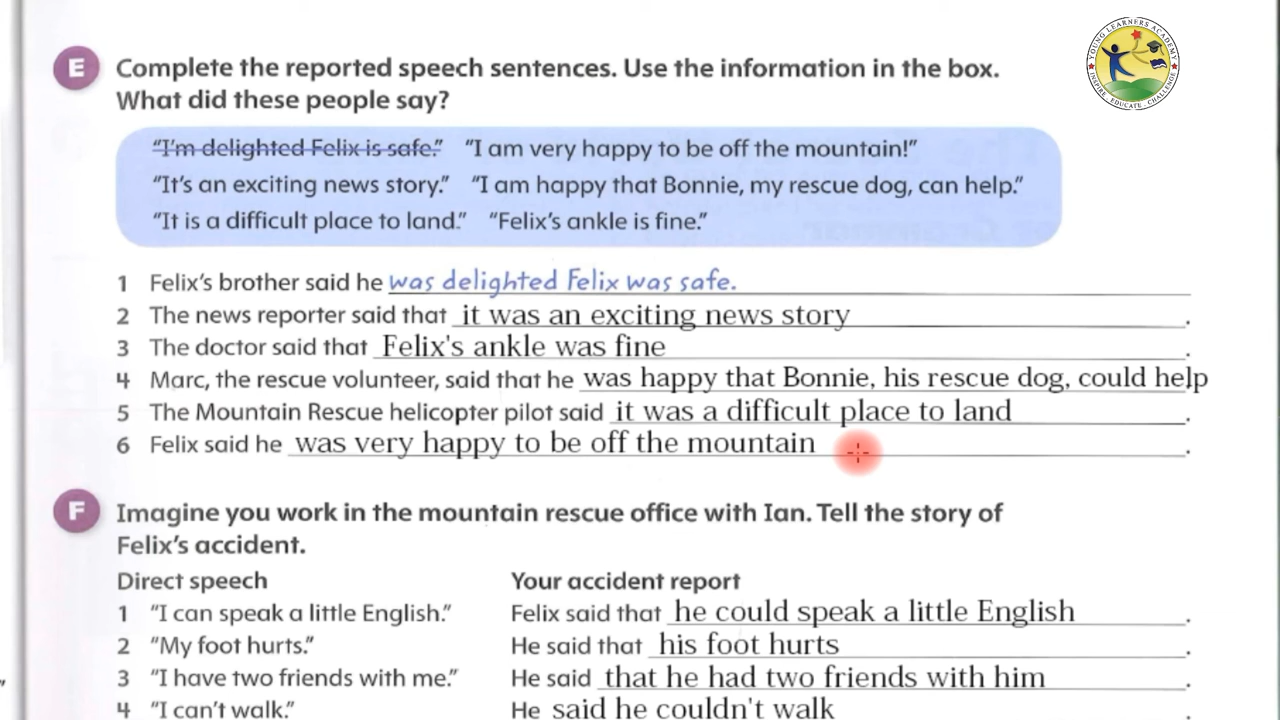 YOUNG LEARNERS ACADEMY
INSPIRE - EDUCATE - CHALLENGE
E Complete the reported speech sentences. Use the information in the box.
What did these people say?
"I'm delighted Felix is safe." "I am very happy to be off the mountain!"
"It's an exciting news story." "I am happy that Bonnie, my rescue dog, can help."
"It is a difficult place to land." "Felix's ankle is fine."
1 Felix's brother said he was delighted Felix was safe.
2 The news reporter said that it was an exciting news story.
3 The doctor said that Felix's ankle was fine.
4 Marc, the rescue volunteer, said that he was happy that Bonnie, his rescue dog, could help
5 The Mountain Rescue helicopter pilot said it was a difficult place to land.
6 Felix said he was very happy to be off the mountain.
F Imagine you work in the mountain rescue office with Ian. Tell the story of
Felix's accident.
Direct speech Your accident report
1 "I can speak a little English." Felix said that he could speak a little English.
2 "My foot hurts." He said that his foot hurts.
3 "I have two friends with me." He said that he had two friends with him.
4 "I can't walk." He said he couldn't walk.